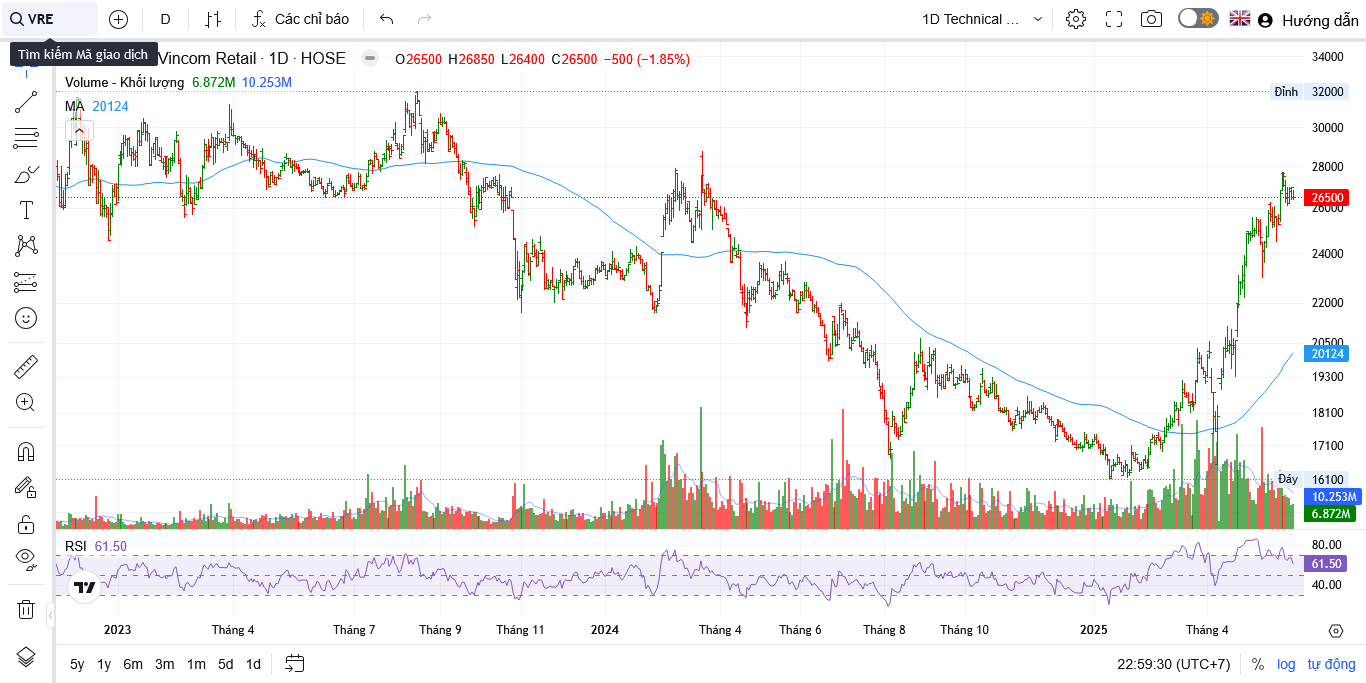 VRE
D
Các chỉ báo
1D Technical ...
Hướng dẫn
Tìm kiếm Mã giao dịch
Vincom Retail · 1D · HOSE
O26500 H26850 L26400 C26500 −500 (−1.85%)
Volume - Khối lượng 6.872M 10.253M
MA 20124
34000
Đỉnh 32000
30000
28000
26500
26000
24000
22000
20500
20124
19300
18100
17100
Đáy 16100
10.253M
6.872M
RSI 61.50
80.00
61.50
40.00
2023 Tháng 4 Tháng 7 Tháng 9 Tháng 11 2024 Tháng 4 Tháng 6 Tháng 8 Tháng 10 2025 Tháng 4
5y 1y 6m 3m 1m 5d 1d
22:59:30 (UTC+7) % log tự động